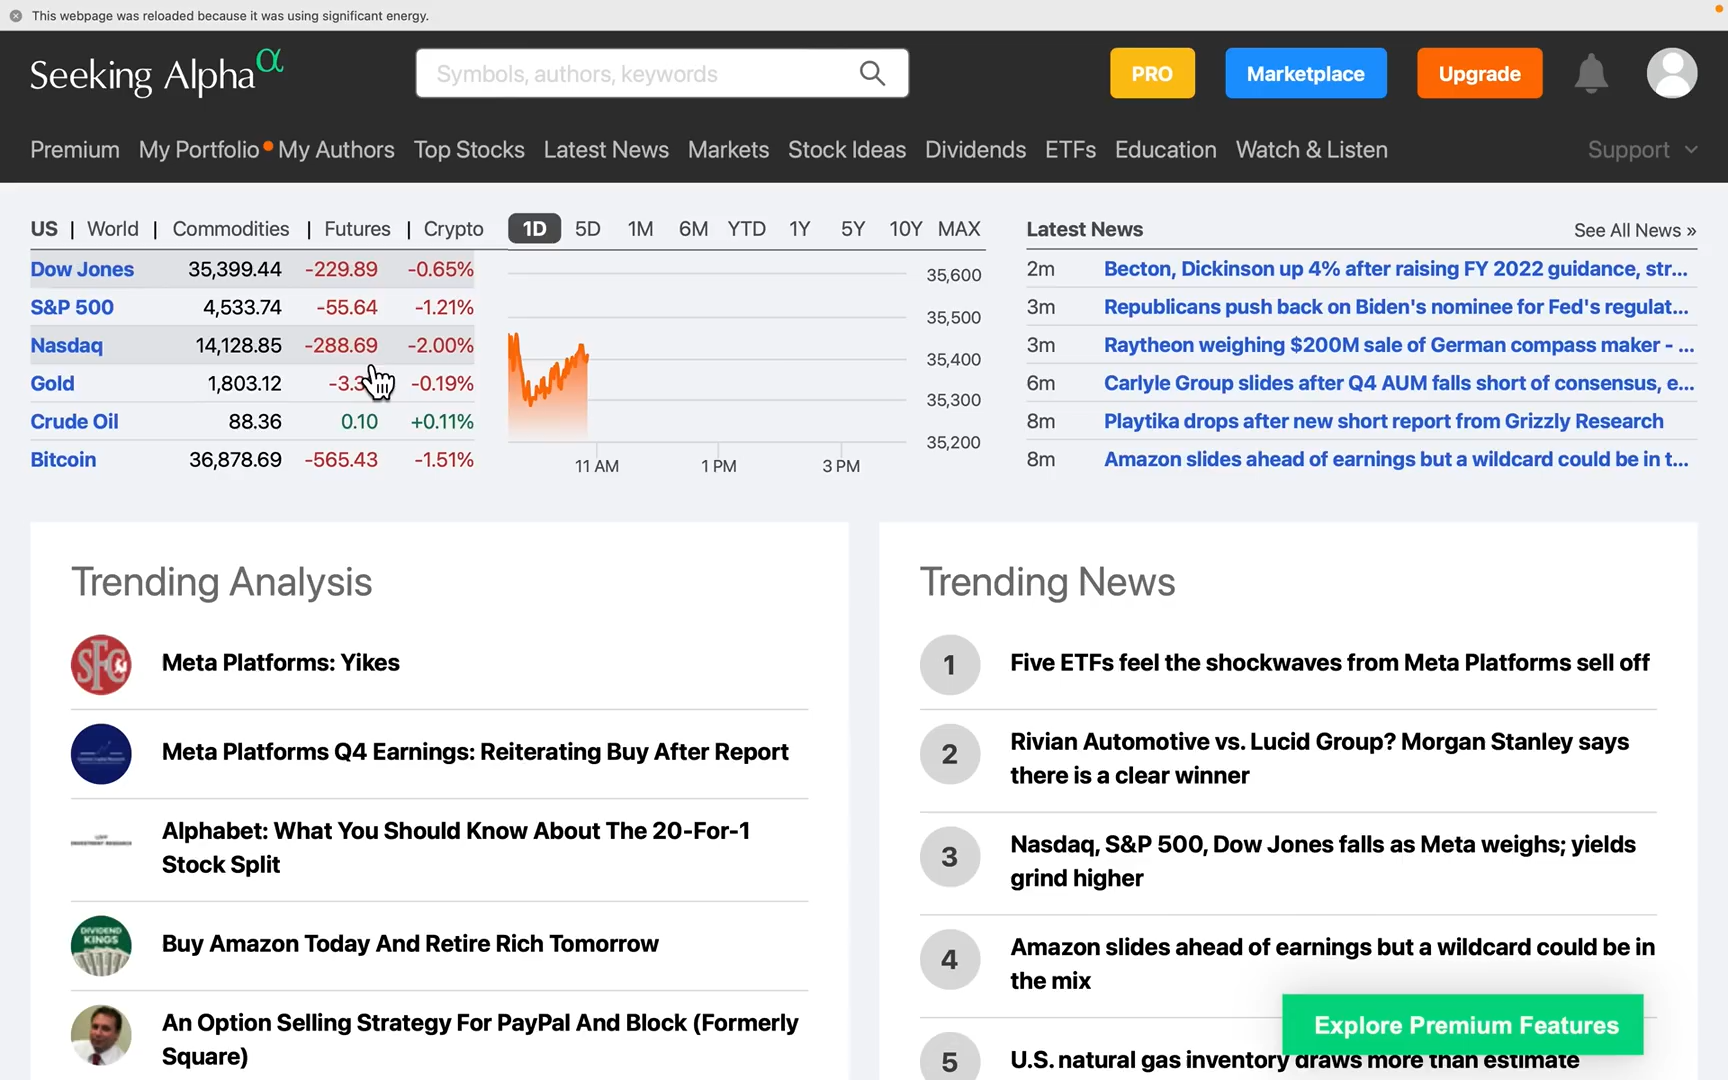 This webpage was reloaded because it was using significant energy.
Seeking Alpha α
Symbols, authors, keywords
PRO
Marketplace
Upgrade
Premium My Portfolio My Authors Top Stocks Latest News Markets Stock Ideas Dividends ETFs Education Watch & Listen Support
US | World | Commodities | Futures | Crypto
Dow Jones 35,399.44 -229.89 -0.65%
S&P 500 4,533.74 -55.64 -1.21%
Nasdaq 14,128.85 -288.69 -2.00%
Gold 1,803.12 -0.19%
Crude Oil 88.36 0.10 +0.11%
Bitcoin 36,878.69 -565.43 -1.51%
1D 5D 1M 6M YTD 1Y 5Y 10Y MAX
35,600
35,500
35,400
35,300
35,200
11 AM 1 PM 3 PM
Latest News See All News »
2m Becton, Dickinson up 4% after raising FY 2022 guidance, str...
3m Republicans push back on Biden's nominee for Fed's regulat...
3m Raytheon weighing $200M sale of German compass maker - ...
6m Carlyle Group slides after Q4 AUM falls short of consensus, e...
8m Playtika drops after new short report from Grizzly Research
8m Amazon slides ahead of earnings but a wildcard could be in t...
Trending Analysis
SFC
Meta Platforms: Yikes
Meta Platforms Q4 Earnings: Reiterating Buy After Report
Alphabet: What You Should Know About The 20-For-1
Stock Split
DIVIDEND
KINGS
Buy Amazon Today And Retire Rich Tomorrow
An Option Selling Strategy For PayPal And Block (Formerly
Square)
Trending News
1 Five ETFs feel the shockwaves from Meta Platforms sell off
2 Rivian Automotive vs. Lucid Group? Morgan Stanley says
there is a clear winner
3 Nasdaq, S&P 500, Dow Jones falls as Meta weighs; yields
grind higher
4 Amazon slides ahead of earnings but a wildcard could be in
the mix
5 U.S. natural gas inventory draws more than estimate
Explore Premium Features